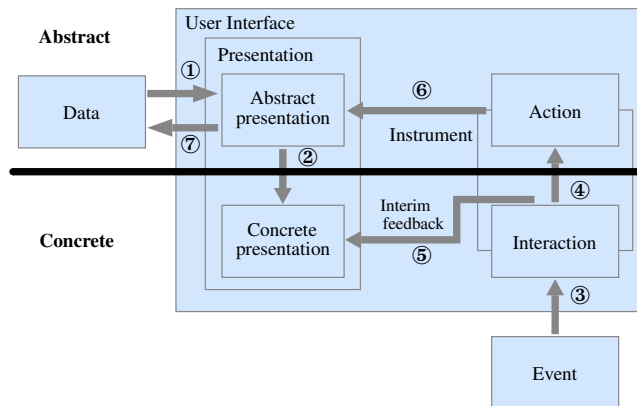 User Interface
Abstract
Presentation
①
⑥
Data
Abstract
presentation
Action
Instrument
⑦
②
④
Interim
feedback
Concrete
Concrete
presentation
Interaction
⑤
③
Event